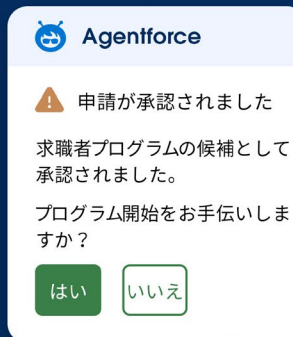 Agentforce
申請が承認されました
求職者プログラムの候補として
承認されました。
プログラム開始をお手伝いしま
すか？
はい
いいえ